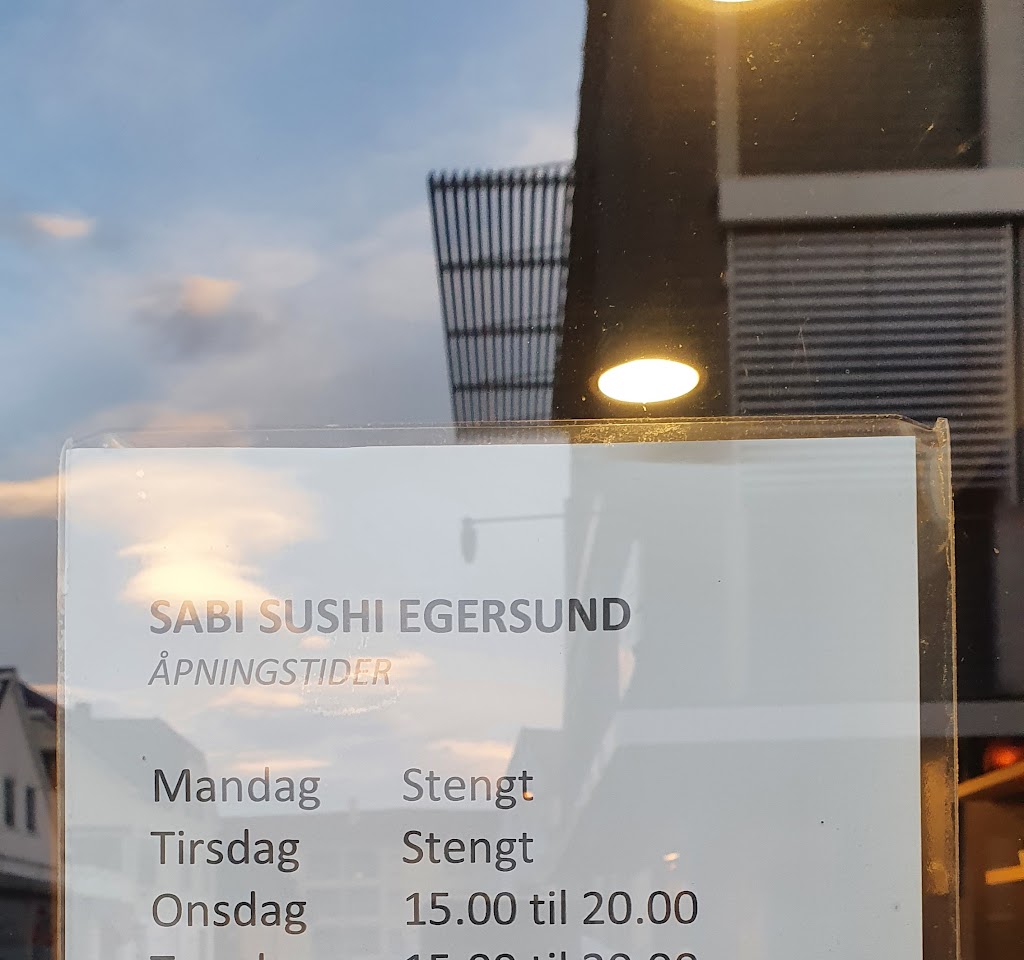 SABI SUSHI EGERSUND
ÅPNINGSTIDER
Mandag Stengt
Tirsdag Stengt
Onsdag 15.00 til 20.00